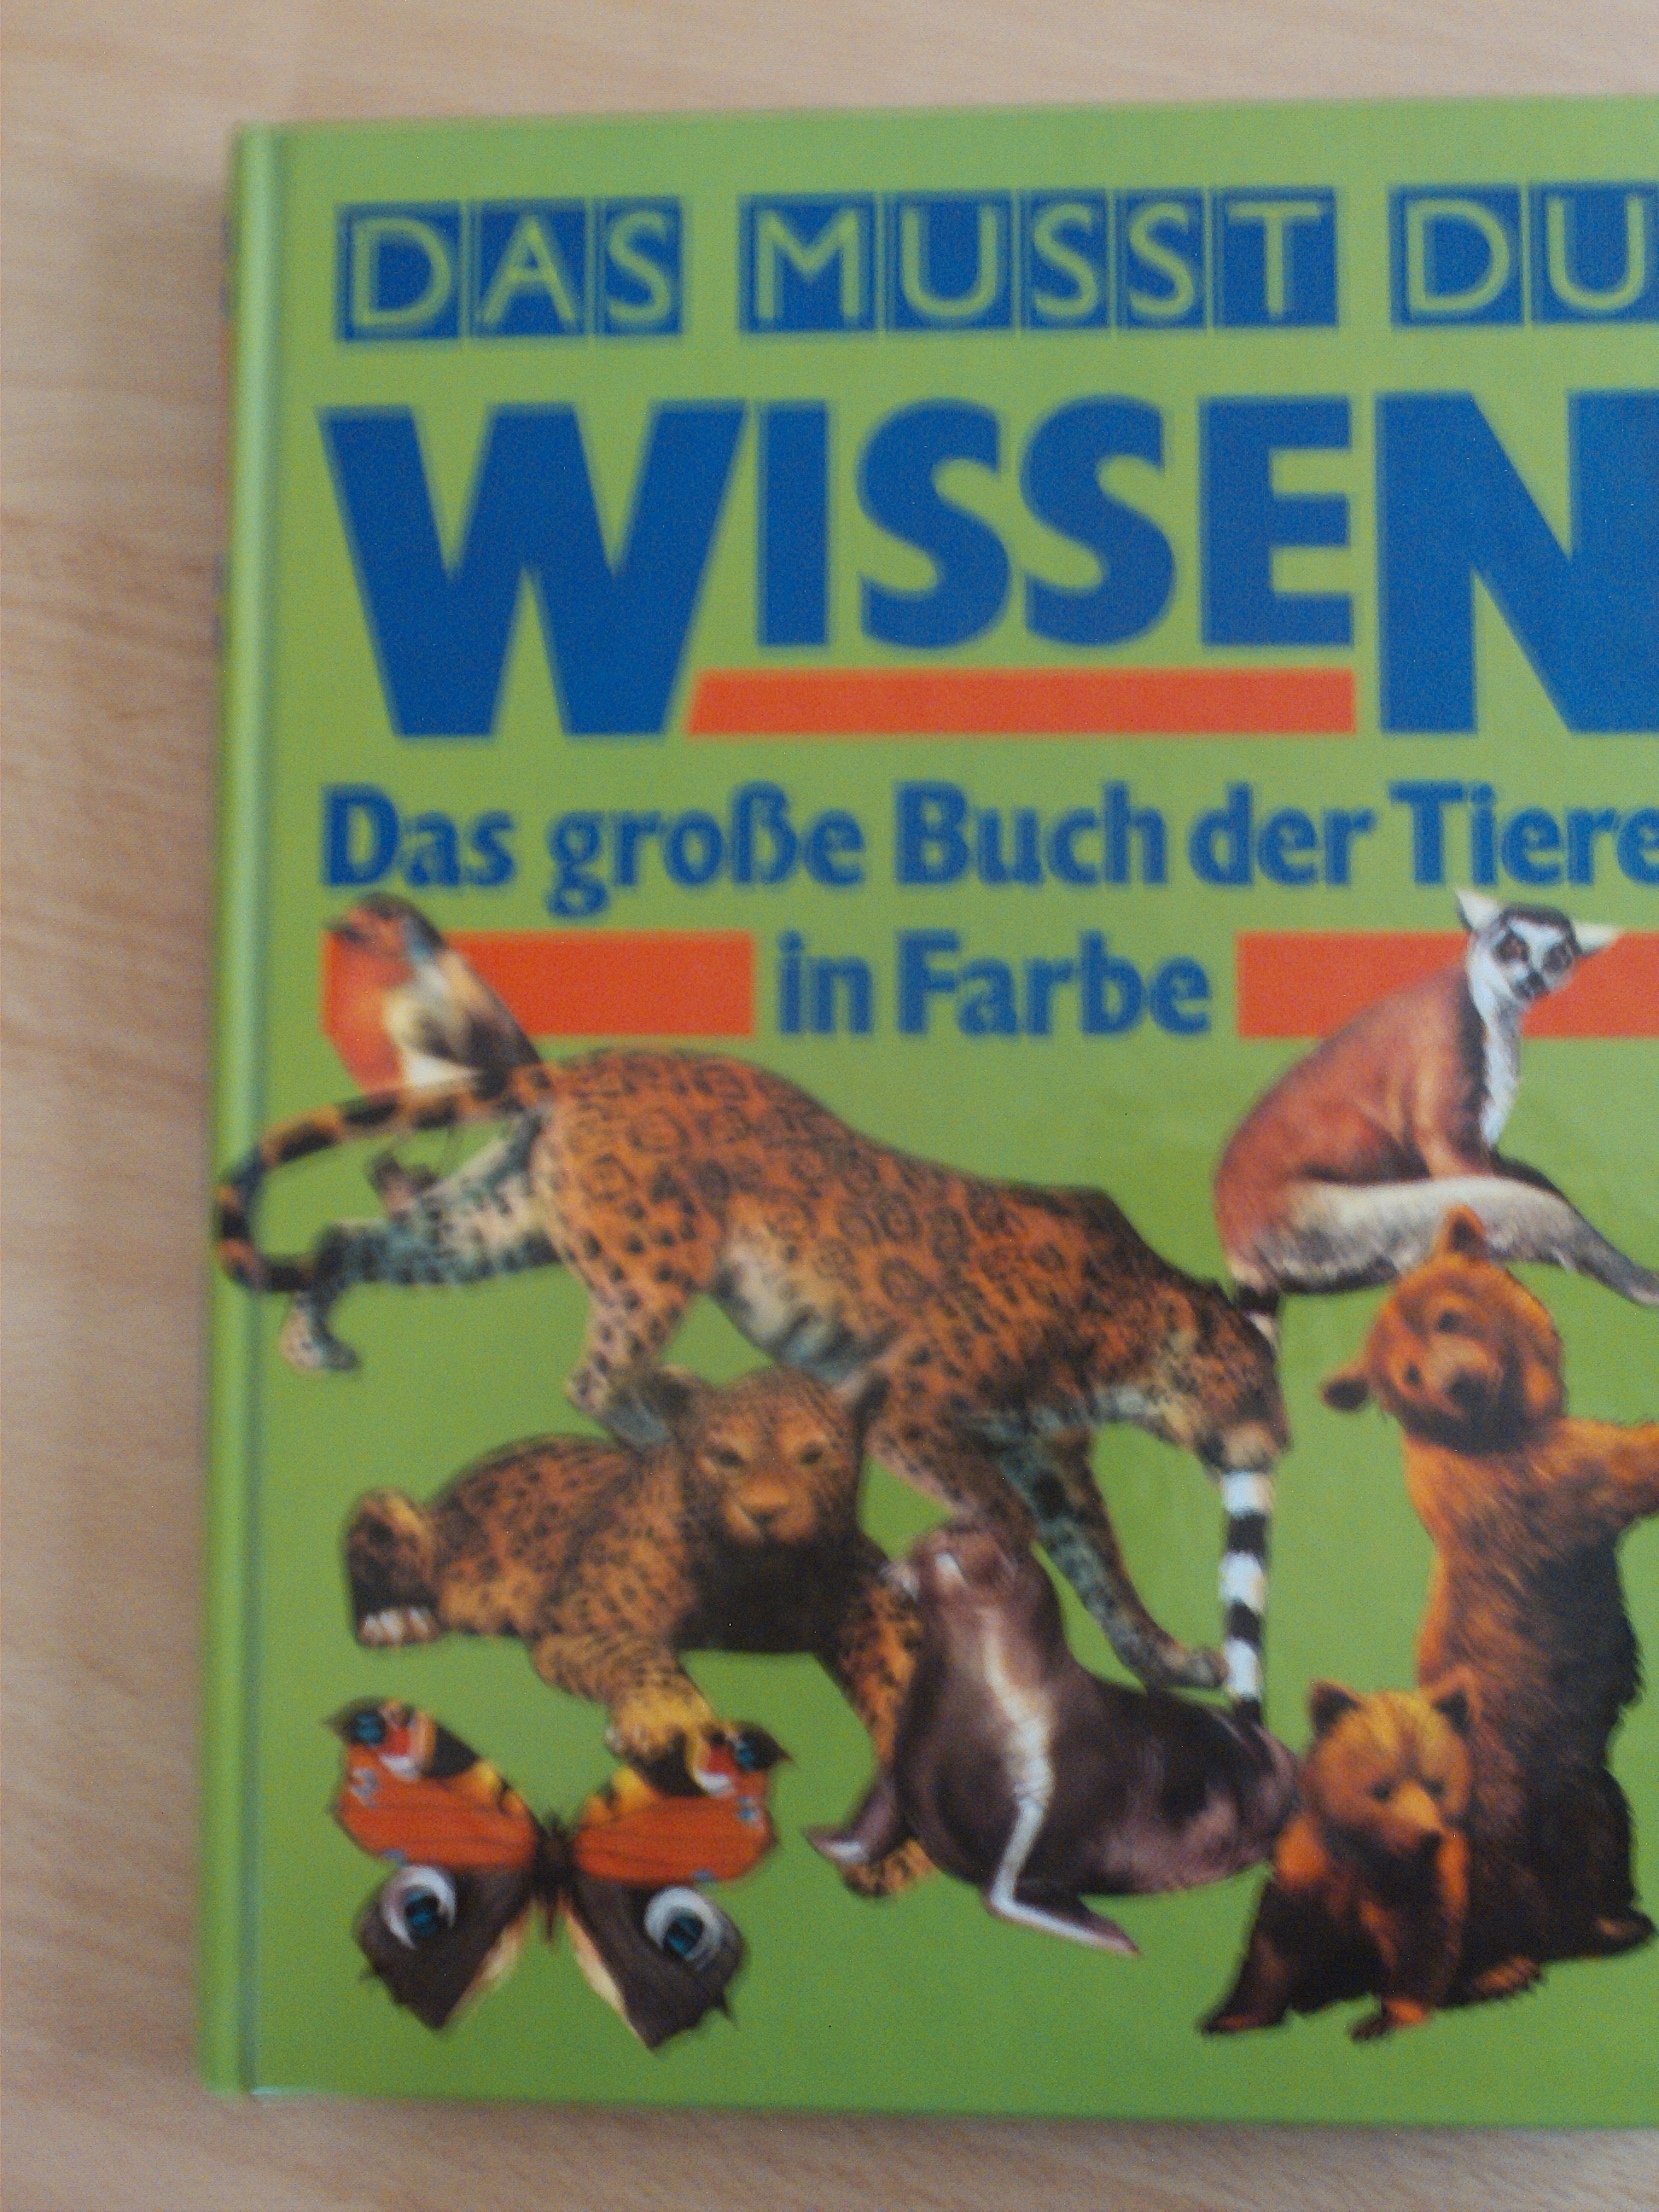 DAS MUSST DU
WISSEN
Das große Buch der Tiere
in Farbe